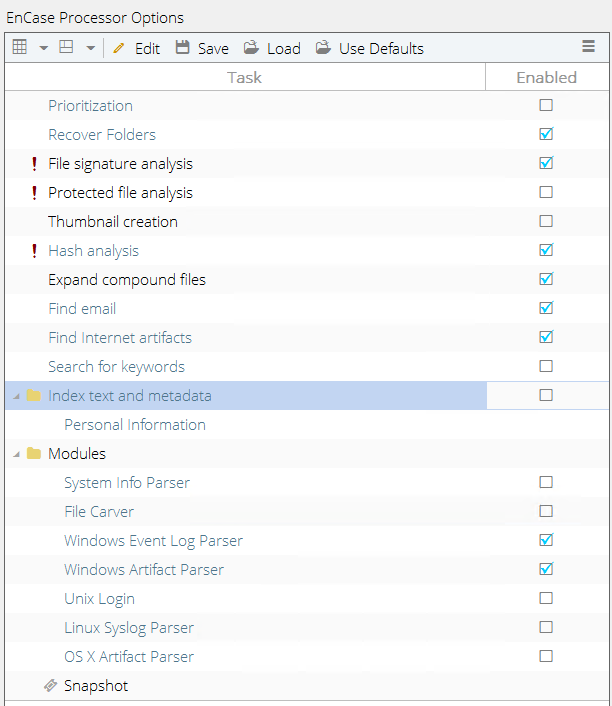 EnCase Processor Options
Edit Save Load Use Defaults
Task Enabled
Prioritization
Recover Folders
File signature analysis
Protected file analysis
Thumbnail creation
Hash analysis
Expand compound files
Find email
Find Internet artifacts
Search for keywords
Index text and metadata
Personal Information
Modules
System Info Parser
File Carver
Windows Event Log Parser
Windows Artifact Parser
Unix Login
Linux Syslog Parser
OS X Artifact Parser
Snapshot